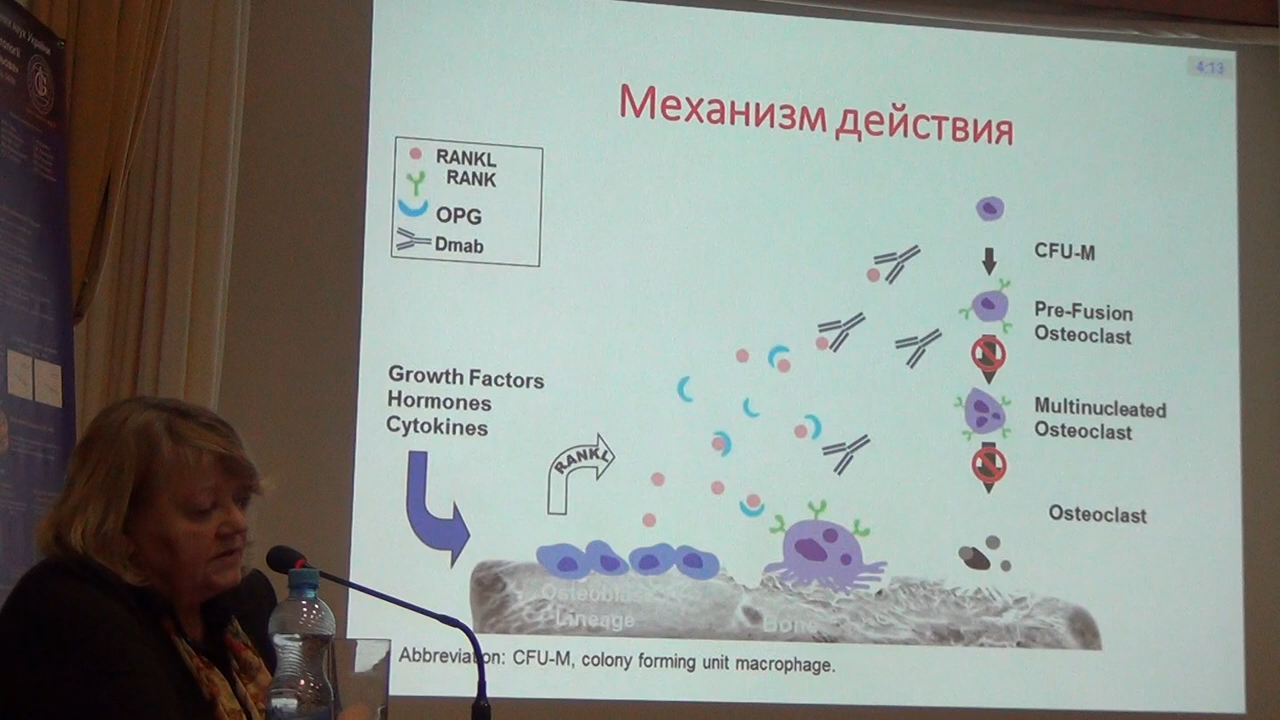 4:13
Механизм действия
RANKL
RANK
OPG
Dmab
CFU-M
Pre-Fusion
Osteoclast
Growth Factors
Hormones
Cytokines
RANKL
Multinucleated
Osteoclast
Osteoclast
Lineage
Bone
Abbreviation: CFU-M, colony forming unit macrophage.